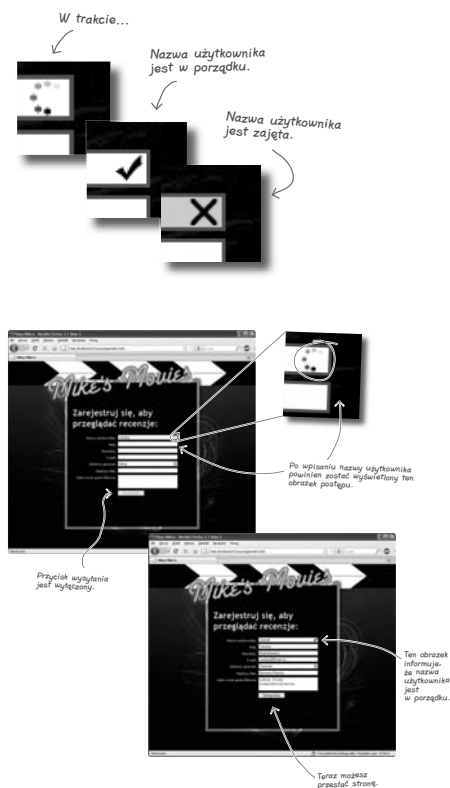 W trakcie...
Nazwa użytkownika
jest w porządku.
Nazwa użytkownika
jest zajęta.
Mike's Movies
Zarejestruj się, aby
przeglądać recenzje:
Po wpisaniu nazwy użytkownika
powinien zostać wyświetlony ten
obrazek postępu.
Przycisk wysyłania
jest wyłączony.
Mike's Movies
Zarejestruj się, aby
przeglądać recenzje:
Ten obrazek
informuje,
że nazwa
użytkownika
jest
w porządku.
Teraz możesz
przesłać stronę.